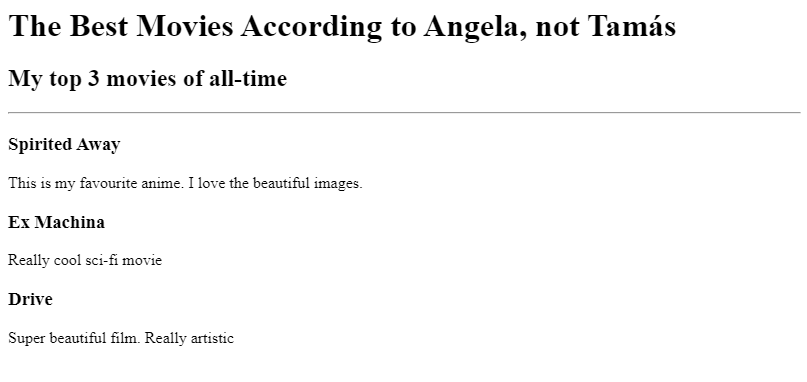 The Best Movies According to Angela, not Tamás
My top 3 movies of all-time
Spirited Away
This is my favourite anime. I love the beautiful images.
Ex Machina
Really cool sci-fi movie
Drive
Super beautiful film. Really artistic